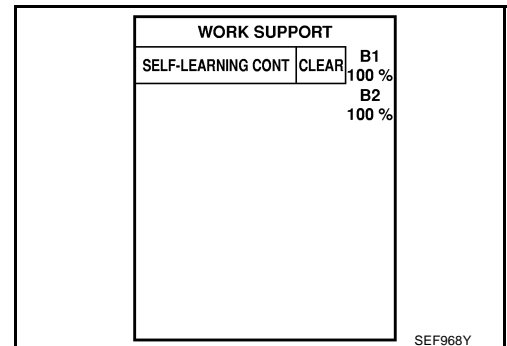 WORK SUPPORT
SELF-LEARNING CONT CLEAR B1
100 %
B2
100 %
SEF968Y